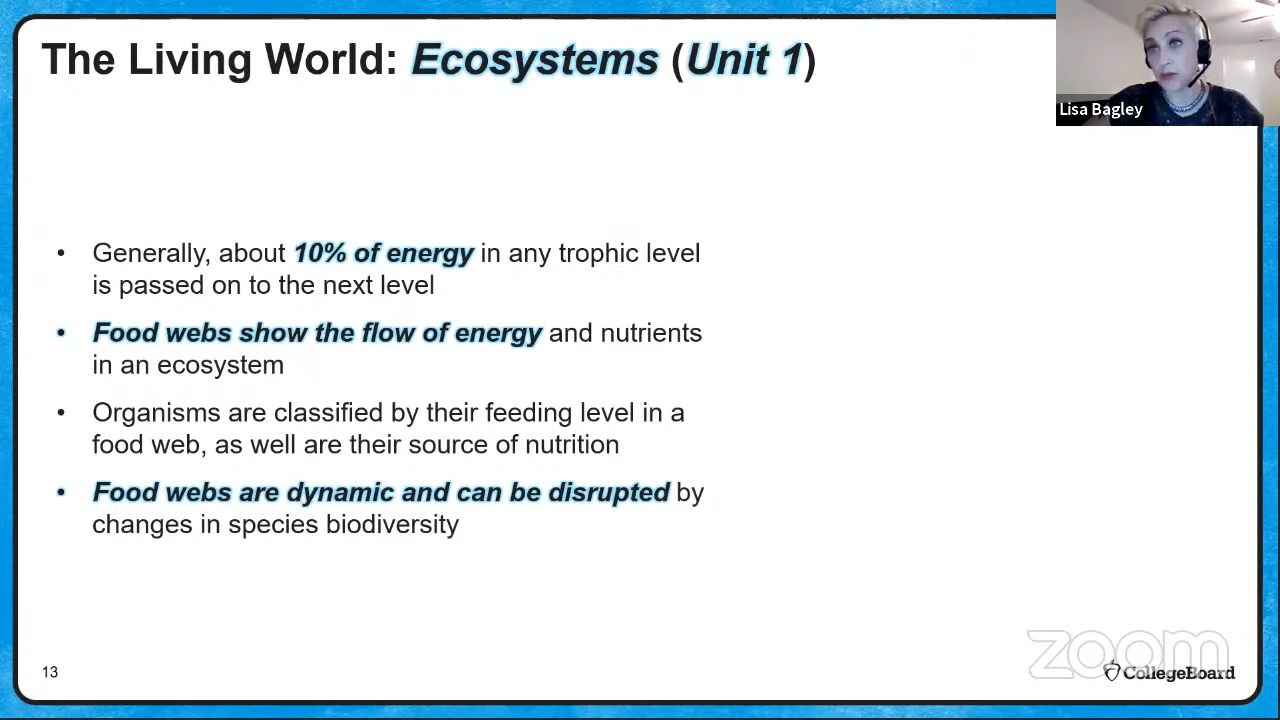 The Living World: Ecosystems (Unit 1)
Lisa Bagley
• Generally, about 10% of energy in any trophic level
is passed on to the next level
• Food webs show the flow of energy and nutrients
in an ecosystem
• Organisms are classified by their feeding level in a
food web, as well are their source of nutrition
• Food webs are dynamic and can be disrupted by
changes in species biodiversity
zoom
13
CollegeBoard